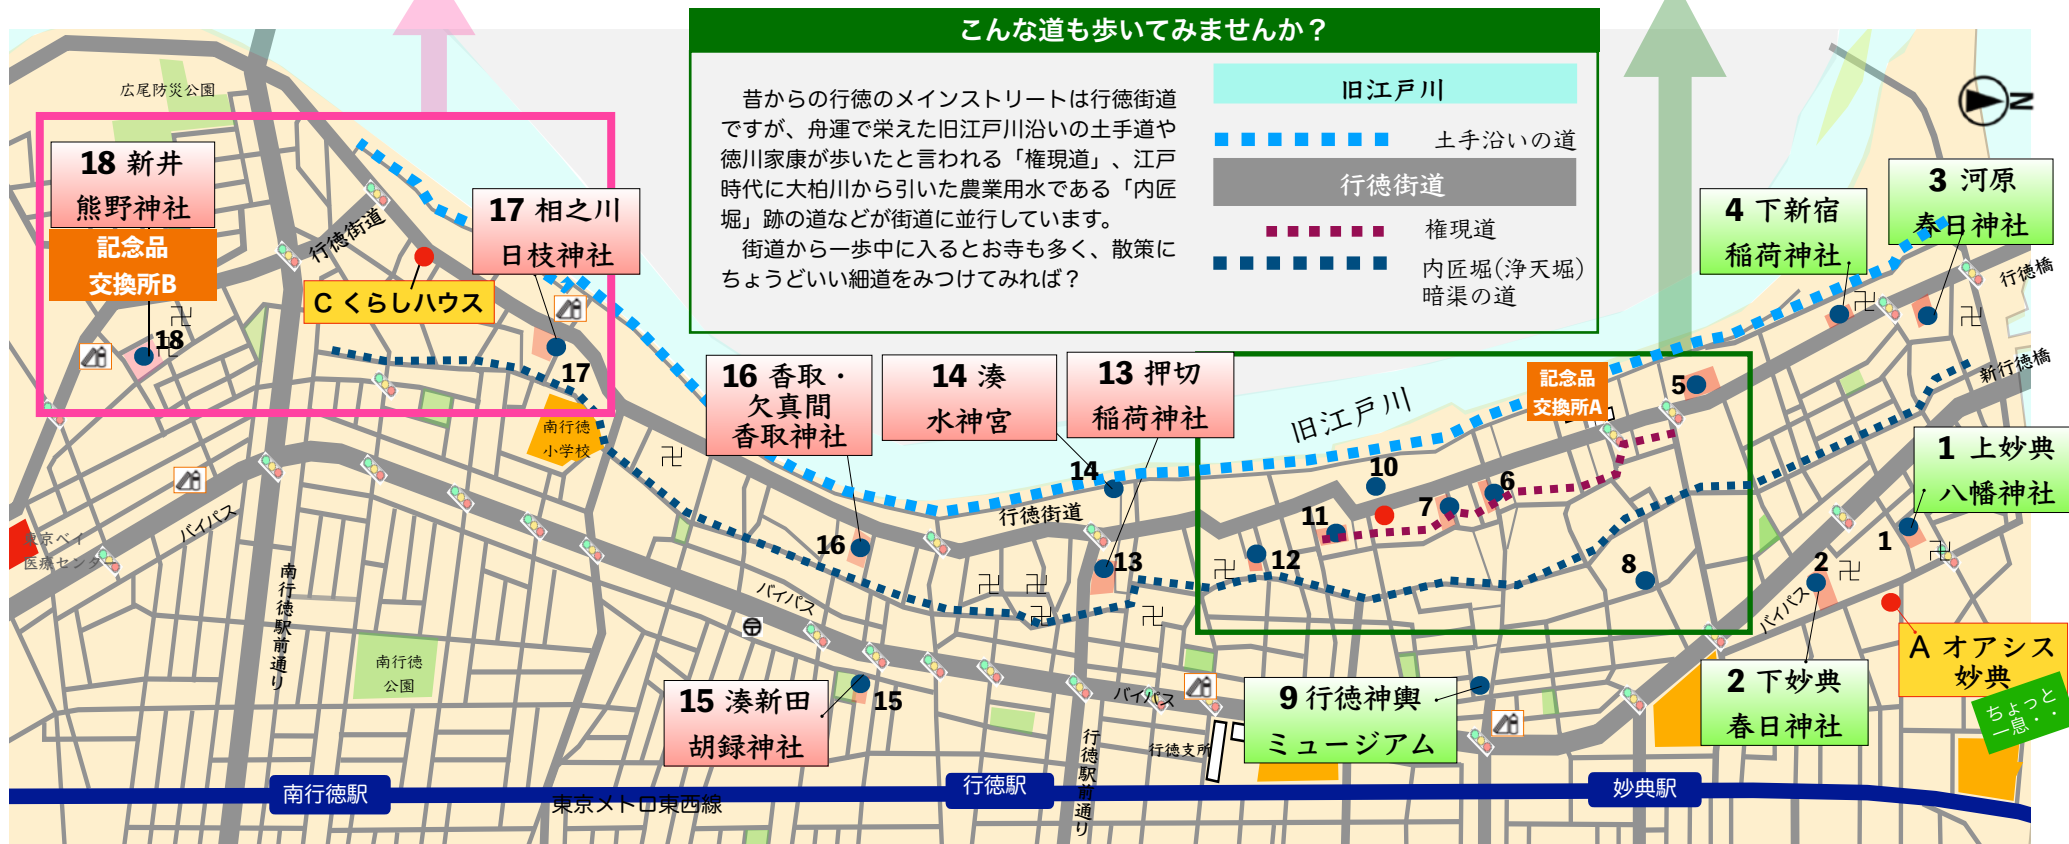 こんな道も歩いてみませんか？
昔からの行徳のメインストリートは行徳街道
ですが、舟運で栄えた旧江戸川沿いの土手道や
徳川家康が歩いたと言われる「権現道」、江戸
時代に大柏川から引いた農業用水である「内匠
堀」跡の道などが街道に並行しています。
街道から一歩中に入るとお寺も多く、散策に
ちょうどいい細道をみつけてみれば？
旧江戸川
土手沿いの道
行徳街道
権現道
内匠堀(浄天堀)
暗渠の道
N
広尾防災公園
18 新井
熊野神社
記念品
交換所B
18
行徳街道
C くらしハウス
17 相之川
日枝神社
17
南行徳
小学校
16 香取・
欠真間
香取神社
16
14 湊
水神宮
14
13 押切
稲荷神社
13
旧江戸川
行徳街道
記念品
交換所A
5
6
7
8
10
11
12
4 下新宿
稲荷神社
3 河原
春日神社
行徳橋
新行徳橋
1 上妙典
八幡神社
1
2
バイパス
A オアシス
妙典
ちょっと
一息・・
2 下妙典
春日神社
9 行徳神輿
ミュージアム
15 湊新田
胡録神社
15
バイパス
バイパス
バイパス
東京ベイ
医療センター
南行徳駅前通り
南行徳
公園
行徳駅前通り
行徳支所
南行徳駅
東京メトロ東西線
行徳駅
妙典駅